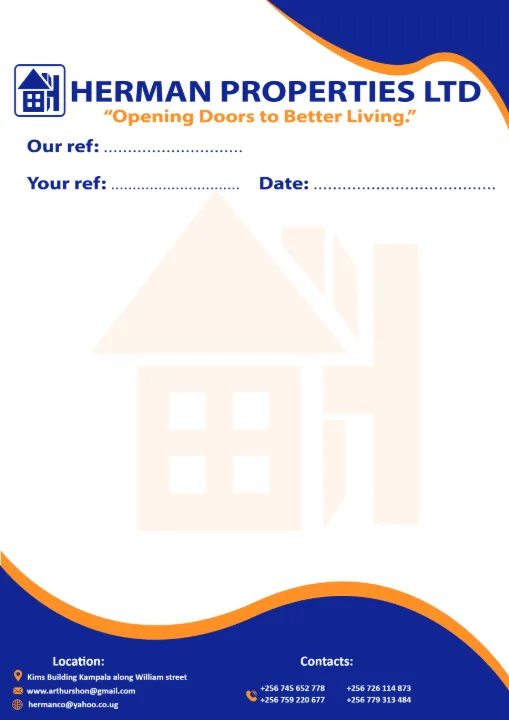 HERMAN PROPERTIES LTD
“Opening Doors to Better Living.”
Our ref: ............................
Your ref: .............................. Date: .....................................
Location:
Kims Building Kampala along William street
www.arthurshon@gmail.com
hermanco@yahoo.co.ug
Contacts:
+256 745 652 778 +256 726 114 873
+256 759 220 677 +256 779 313 484